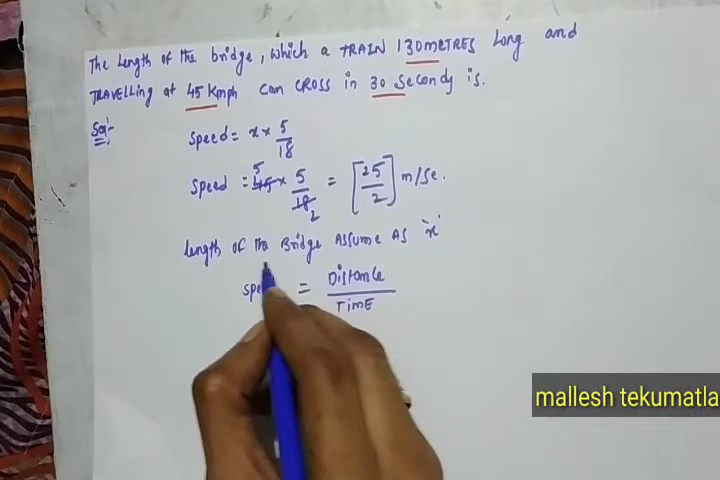 The Length of the bridge, which a TRAIN 130METRES Long and
TRAVELLing at 45 Kmph can CROSS in 30 Seconds is.
Sol:-
Speed = x × 5/18
Speed = 45 5 × 5/18 2 = [25/2] m/Se.
Length of the Bridge Assume As 'x'
= Distance / TimE
mallesh tekumatla